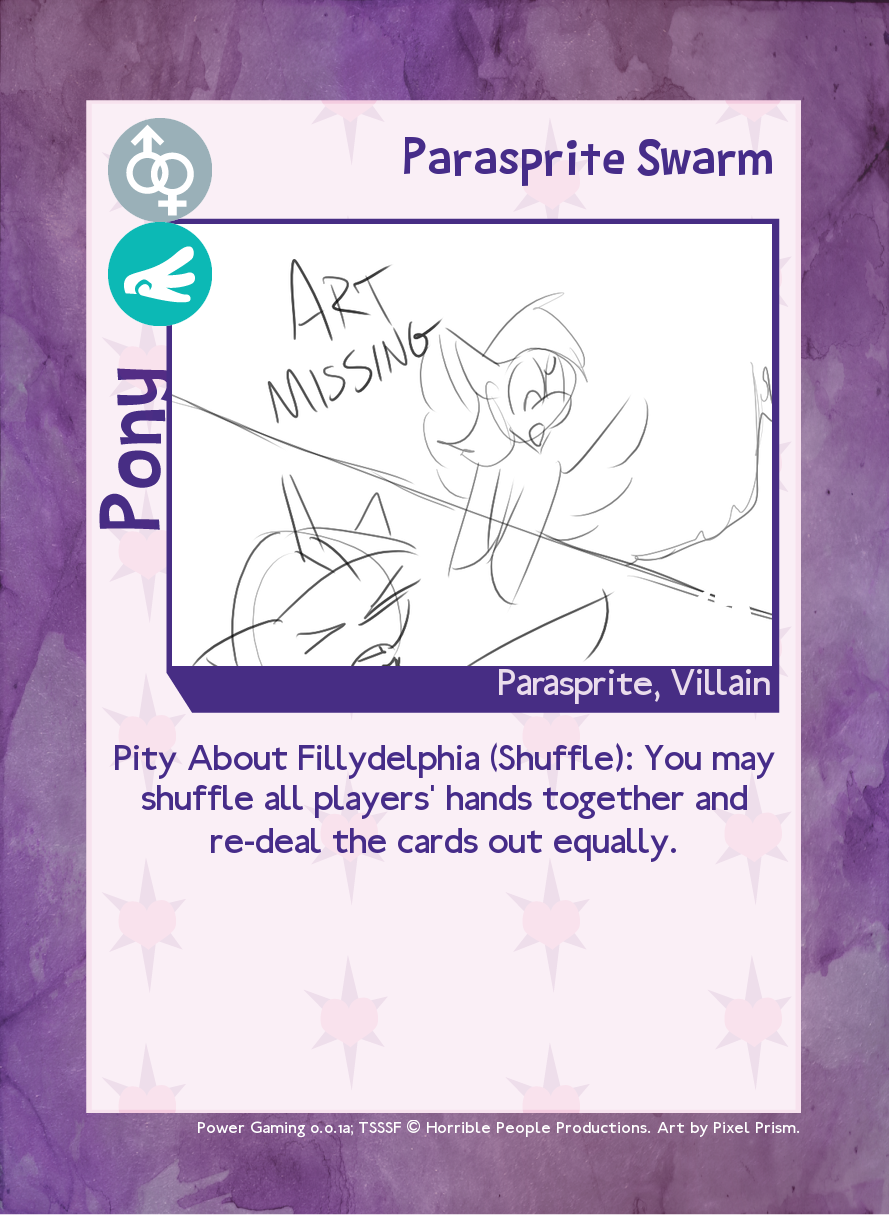 Parasprite Swarm
ART
MISSING
Pony
Parasprite, Villain
Pity About Fillydelphia (Shuffle): You may
shuffle all players' hands together and
re-deal the cards out equally.
Power Gaming 0.0.1a; TSSSF © Horrible People Productions. Art by Pixel Prism.